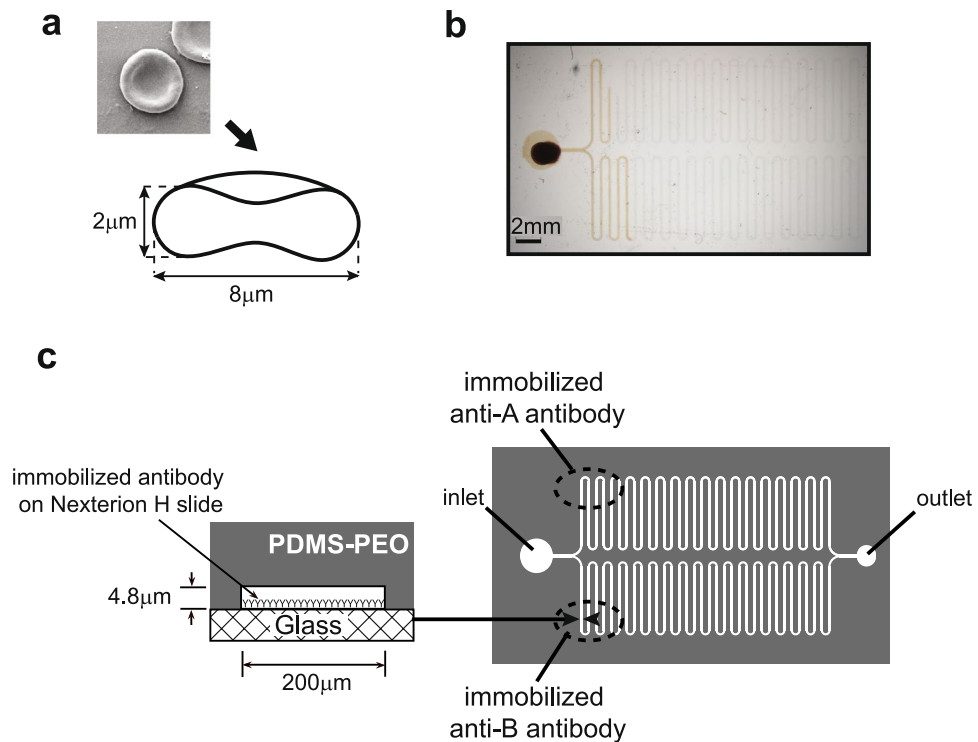 a
b
2μm
8μm
2mm
c
immobilized
anti-A antibody
immobilized antibody
on Nexterion H slide
inlet
outlet
PDMS-PEO
4.8μm
Glass
200μm
immobilized
anti-B antibody